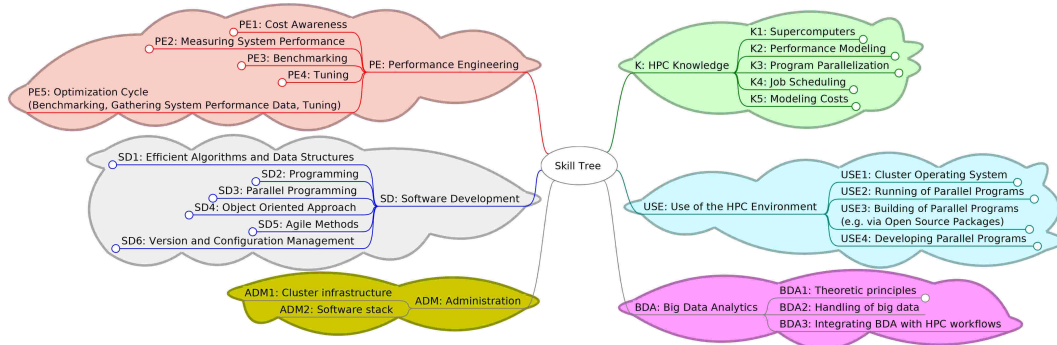 PE1: Cost Awareness
PE2: Measuring System Performance
PE3: Benchmarking
PE4: Tuning
PE5: Optimization Cycle
(Benchmarking, Gathering System Performance Data, Tuning)
PE: Performance Engineering
SD1: Efficient Algorithms and Data Structures
SD2: Programming
SD3: Parallel Programming
SD4: Object Oriented Approach
SD5: Agile Methods
SD6: Version and Configuration Management
SD: Software Development
ADM1: Cluster infrastructure
ADM2: Software stack
ADM: Administration
Skill Tree
K: HPC Knowledge
K1: Supercomputers
K2: Performance Modeling
K3: Program Parallelization
K4: Job Scheduling
K5: Modeling Costs
USE: Use of the HPC Environment
USE1: Cluster Operating System
USE2: Running of Parallel Programs
USE3: Building of Parallel Programs
(e.g. via Open Source Packages)
USE4: Developing Parallel Programs
BDA: Big Data Analytics
BDA1: Theoretic principles
BDA2: Handling of big data
BDA3: Integrating BDA with HPC workflows